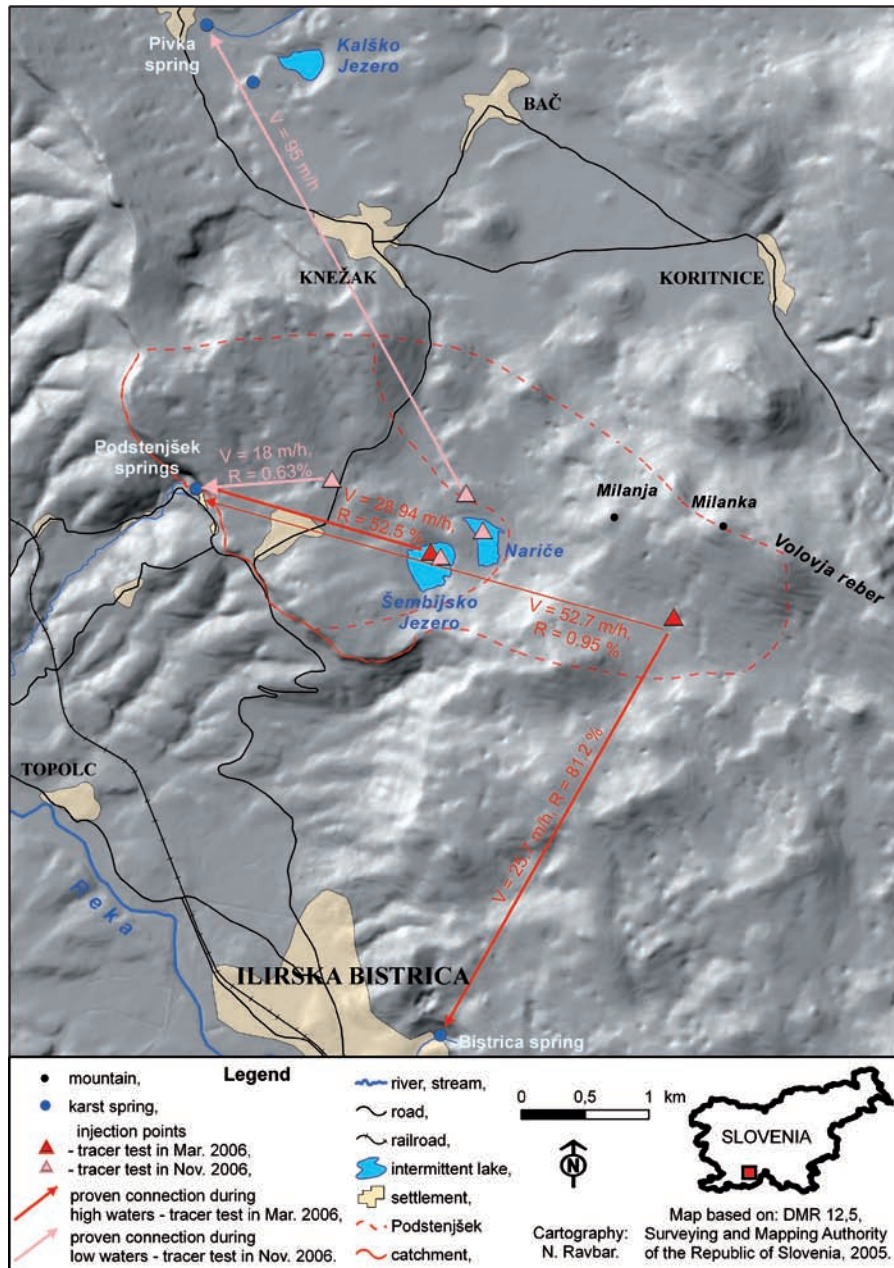 Pivka
spring
Kalško
Jezero
BAČ
V = 95 m/h
KNEŽAK
KORITNICE
Podstenjšek
springs
V = 18 m/h,
R = 0.63%
V = 28.94 m/h,
R = 52.5 %
Milanja
Milanka
Nariče
Volovja reber
Šembijsko
Jezero
V = 52.7 m/h,
R = 0.95 %
V = 25.7 m/h, R = 81.2 %
TOPOLC
Reka
ILIRSKA BISTRICA
Bistrica spring
Legend
mountain,
karst spring,
injection points
- tracer test in Mar. 2006,
- tracer test in Nov. 2006,
proven connection during
high waters - tracer test in Mar. 2006,
proven connection during
low waters - tracer test in Nov. 2006.
river, stream,
road,
railroad,
intermittent lake,
settlement,
Podstenjšek
catchment,
0 0,5 1 km
N
Cartography:
N. Ravbar.
SLOVENIA
Map based on: DMR 12,5,
Surveying and Mapping Authority
of the Republic of Slovenia, 2005.